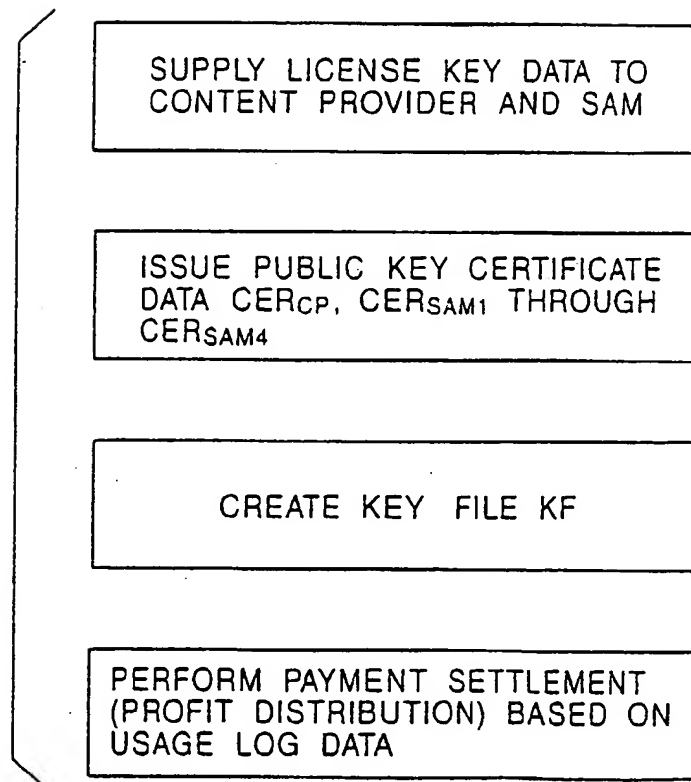 SUPPLY LICENSE KEY DATA TO
CONTENT PROVIDER AND SAM
ISSUE PUBLIC KEY CERTIFICATE
DATA CERCP, CERSAM1 THROUGH
CERSAM4
CREATE KEY FILE KF
PERFORM PAYMENT SETTLEMENT
(PROFIT DISTRIBUTION) BASED ON
USAGE LOG DATA